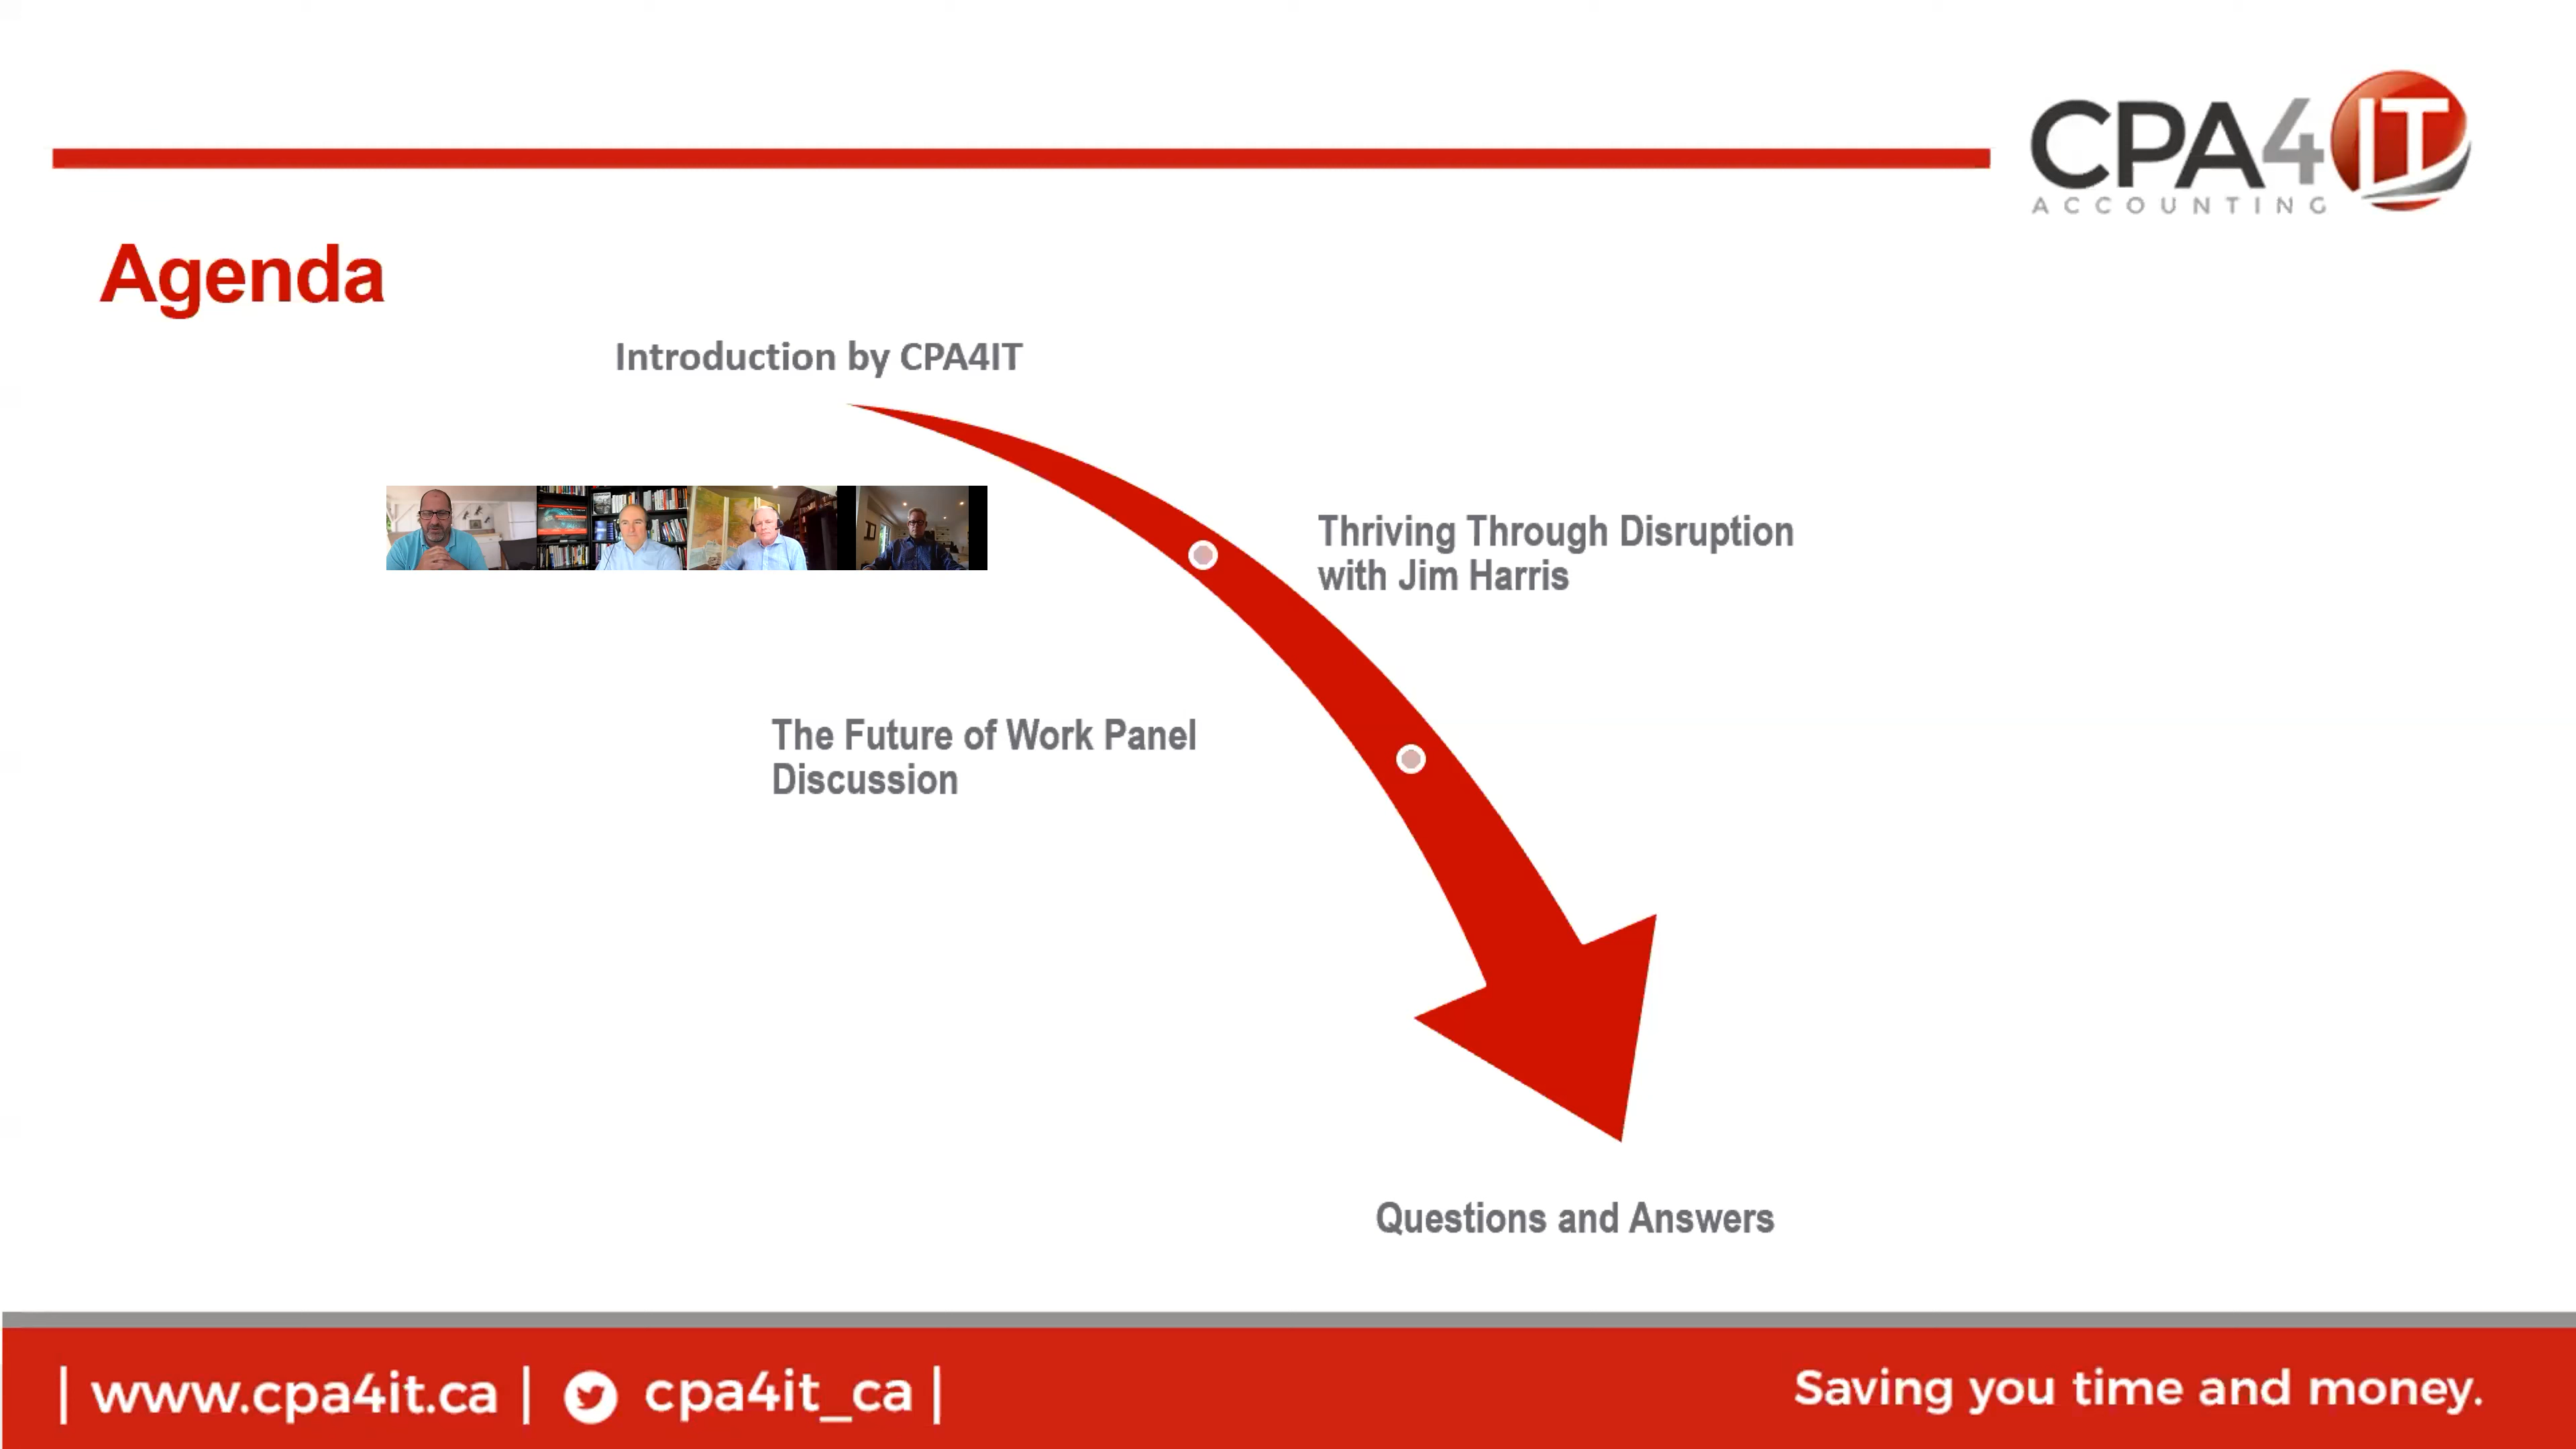 CPA4IT
ACCOUNTING
Agenda
Introduction by CPA4IT
Thriving Through Disruption
with Jim Harris
The Future of Work Panel
Discussion
Questions and Answers
| www.cpa4it.ca | cpa4it_ca |
Saving you time and money.